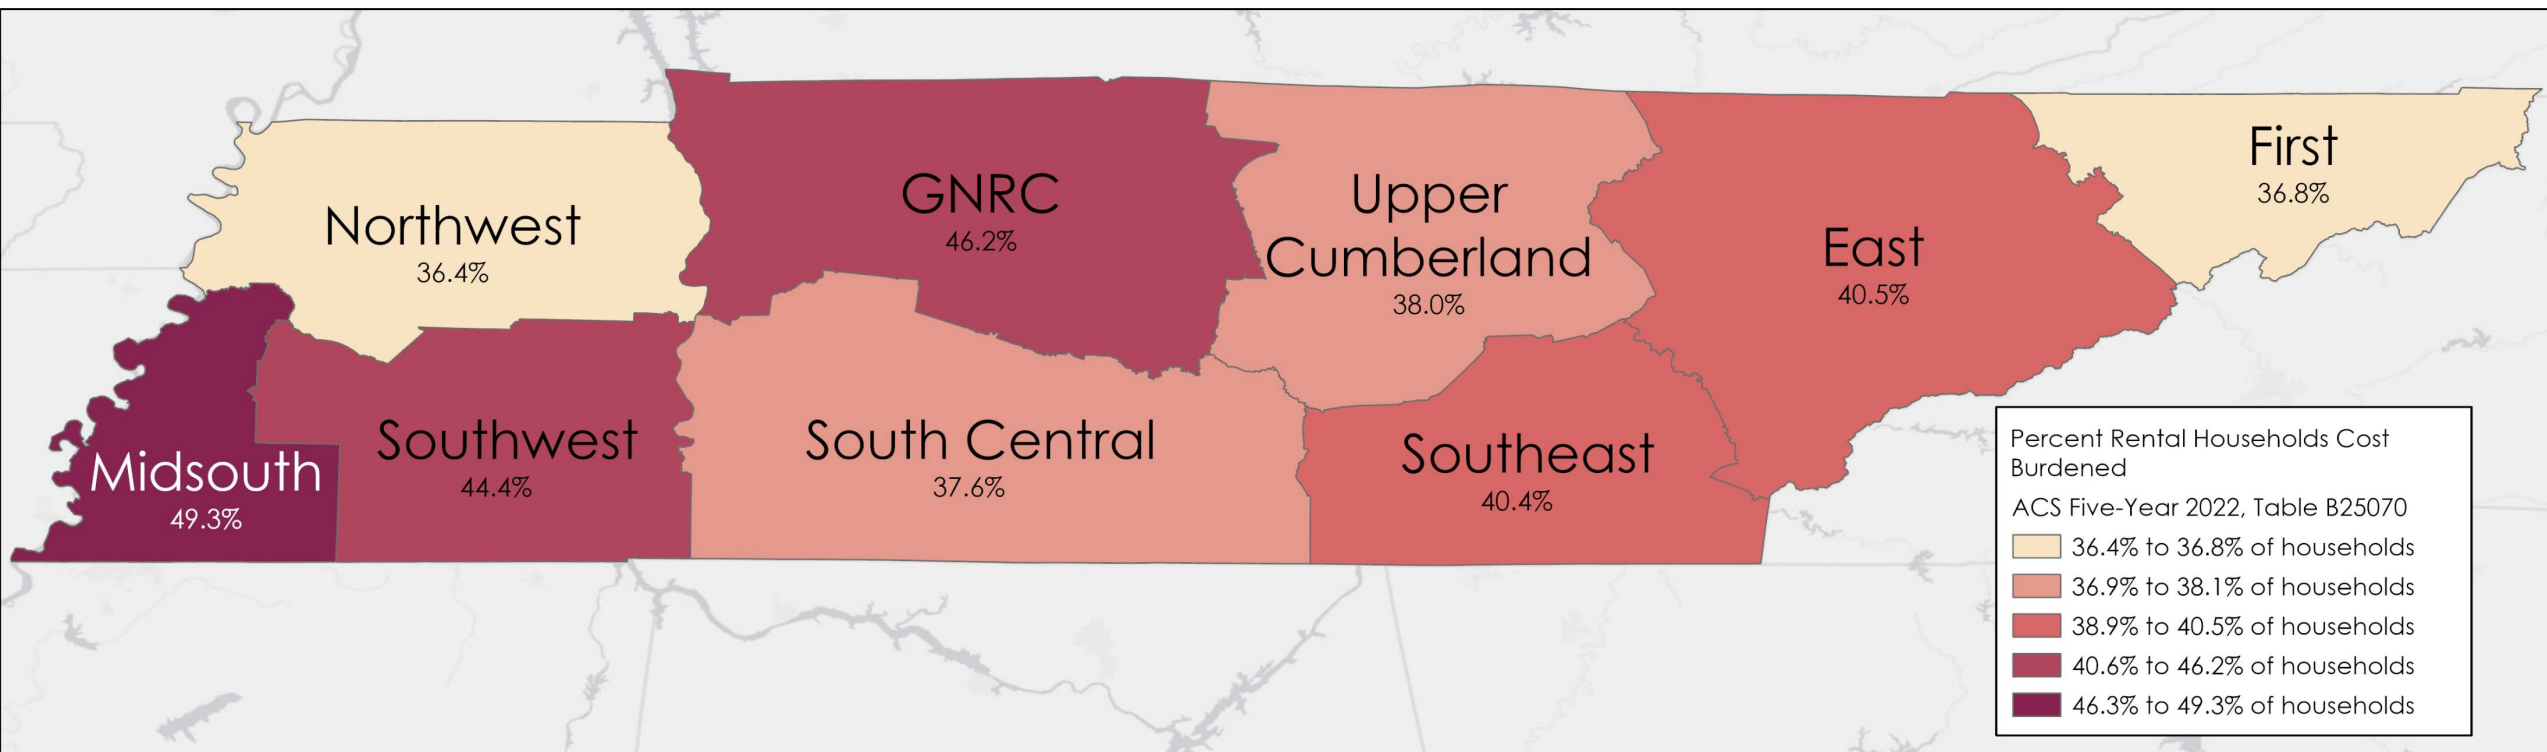 Northwest
36.4%
GNRC
46.2%
Upper
Cumberland
38.0%
East
40.5%
First
36.8%
Midsouth
49.3%
Southwest
44.4%
South Central
37.6%
Southeast
40.4%
Percent Rental Households Cost
Burdened
ACS Five-Year 2022, Table B25070
36.4% to 36.8% of households
36.9% to 38.1% of households
38.9% to 40.5% of households
40.6% to 46.2% of households
46.3% to 49.3% of households